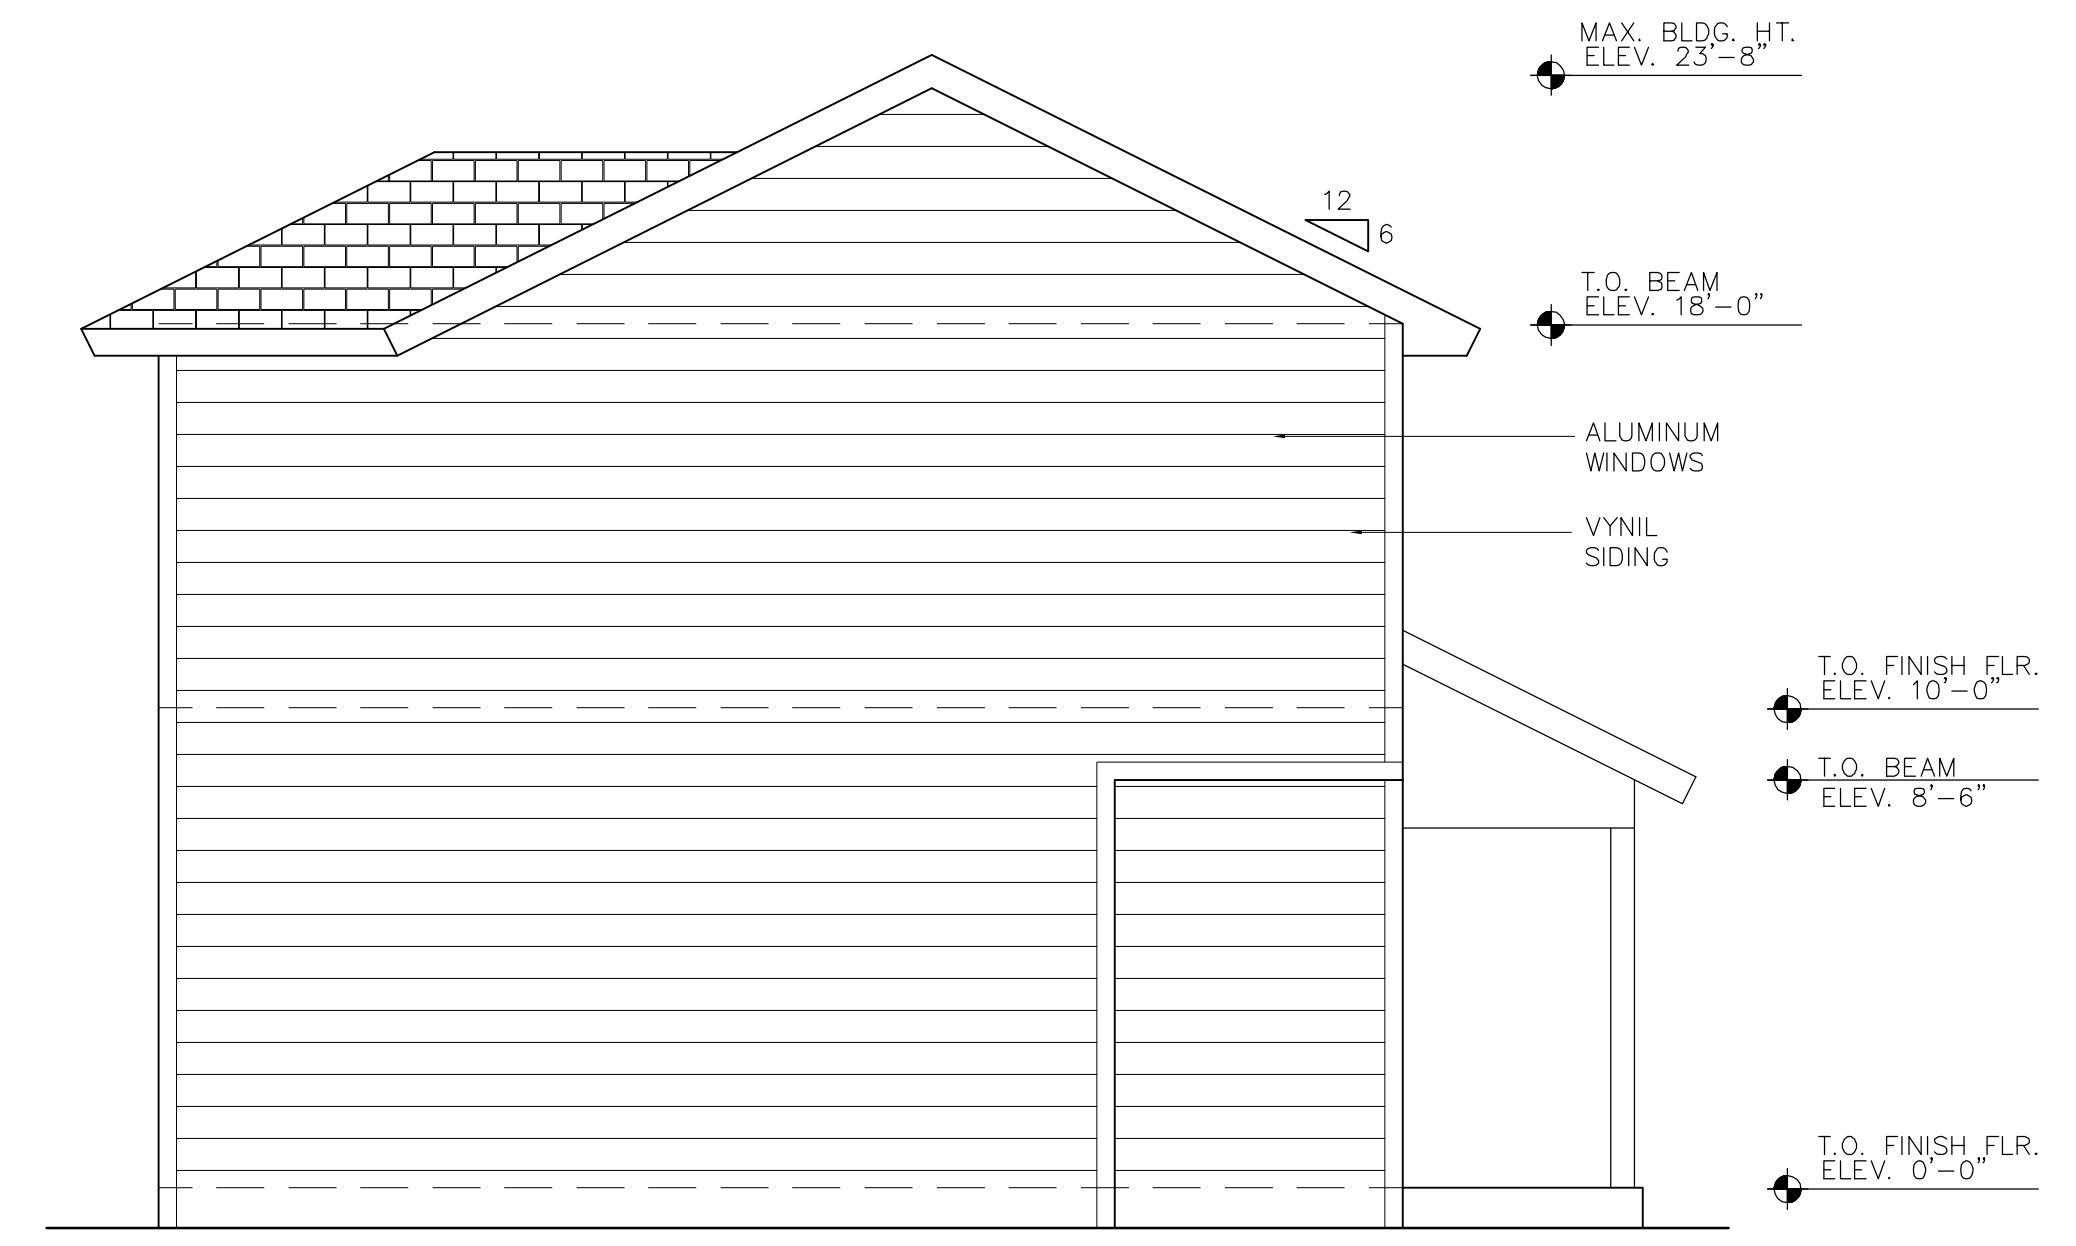 MAX. BLDG. HT.
ELEV. 23'-8"
12
6
T.O. BEAM
ELEV. 18'-0"
ALUMINUM
WINDOWS
VYNIL
SIDING
T.O. FINISH FLR.
ELEV. 10'-0"
T.O. BEAM
ELEV. 8'-6"
T.O. FINISH FLR.
ELEV. 0'-0"